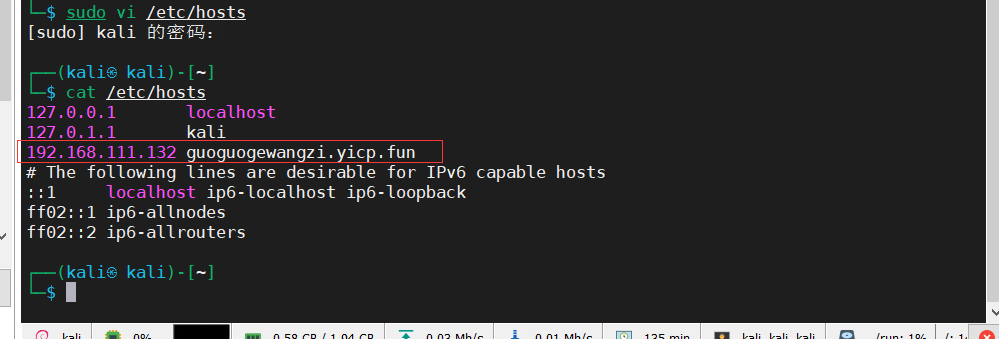 └─$ sudo vi /etc/hosts
[sudo] kali 的密码：
┌──(kali㉿ kali)-[~]
└─$ cat /etc/hosts
127.0.0.1 localhost
127.0.1.1 kali
192.168.111.132 guoguogewangzi.yicp.fun
# The following lines are desirable for IPv6 capable hosts
::1 localhost ip6-localhost ip6-loopback
ff02::1 ip6-allnodes
ff02::2 ip6-allrouters
┌──(kali㉿ kali)-[~]
└─$
kali 0% 0.58 GB / 1.94 GB 0.03 Mb/s 0.01 Mb/s 135 min kali kali kali /run: 1%